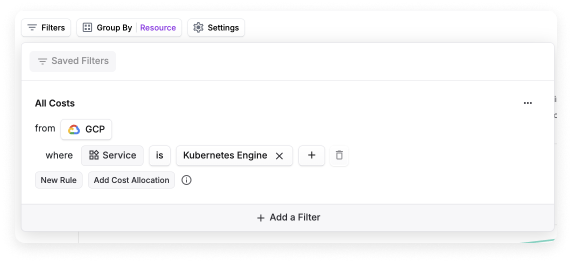 Filters Group By Resource Settings
Saved Filters
All Costs
from GCP
where Service is Kubernetes Engine
New Rule Add Cost Allocation
Add a Filter